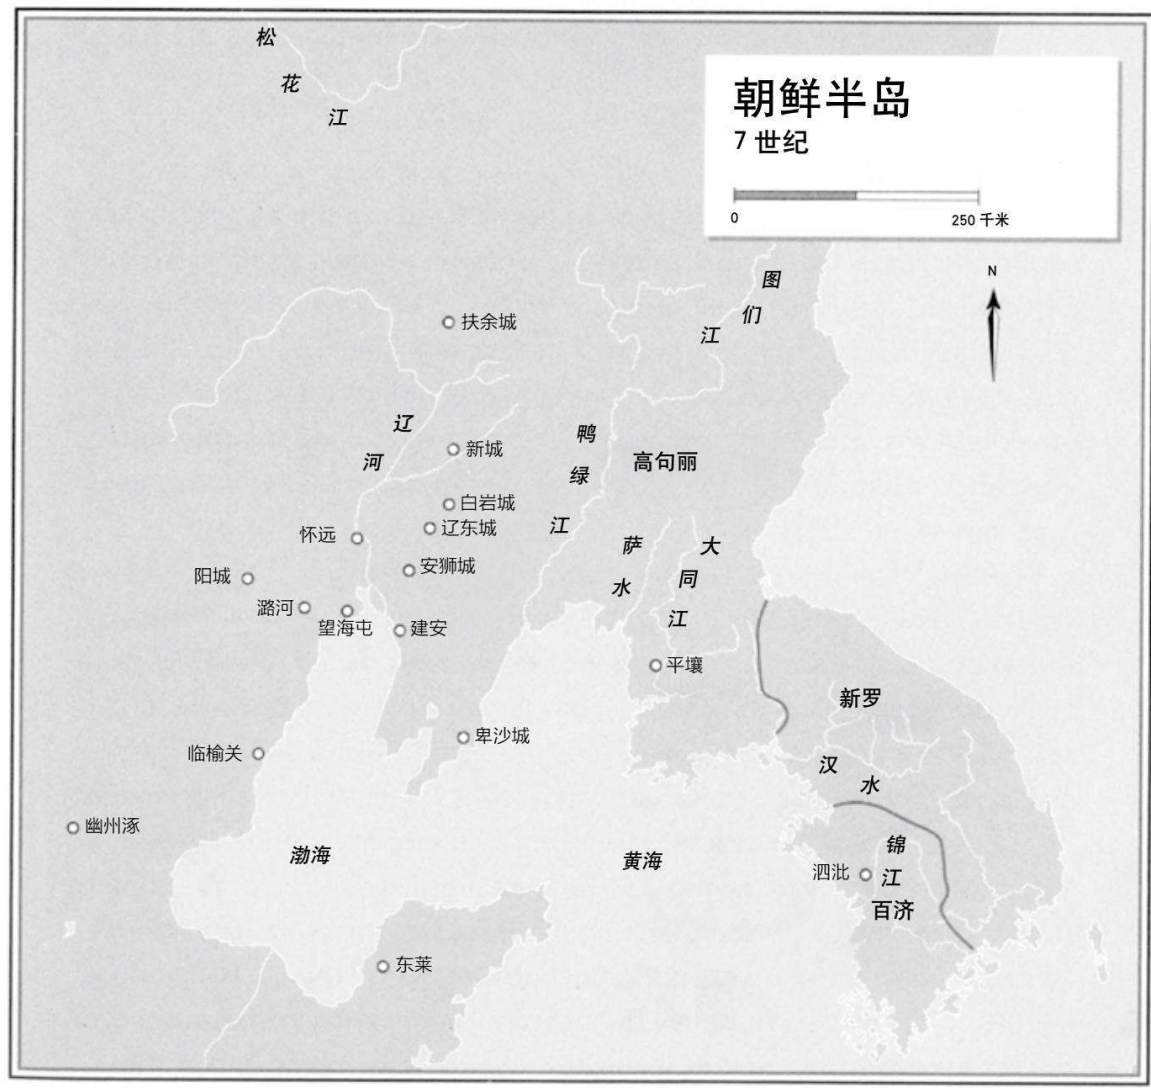 松花江
朝鲜半岛
7 世纪
0
250 千米
N
图们江
扶余城
辽河
鸭绿江
新城
高句丽
白岩城
辽东城
怀远
萨水
大同江
安狮城
阳城
潞河
望海屯
建安
平壤
新罗
卑沙城
临榆关
汉水
幽州涿
渤海
黄海
锦江
泗沘
百济
东莱